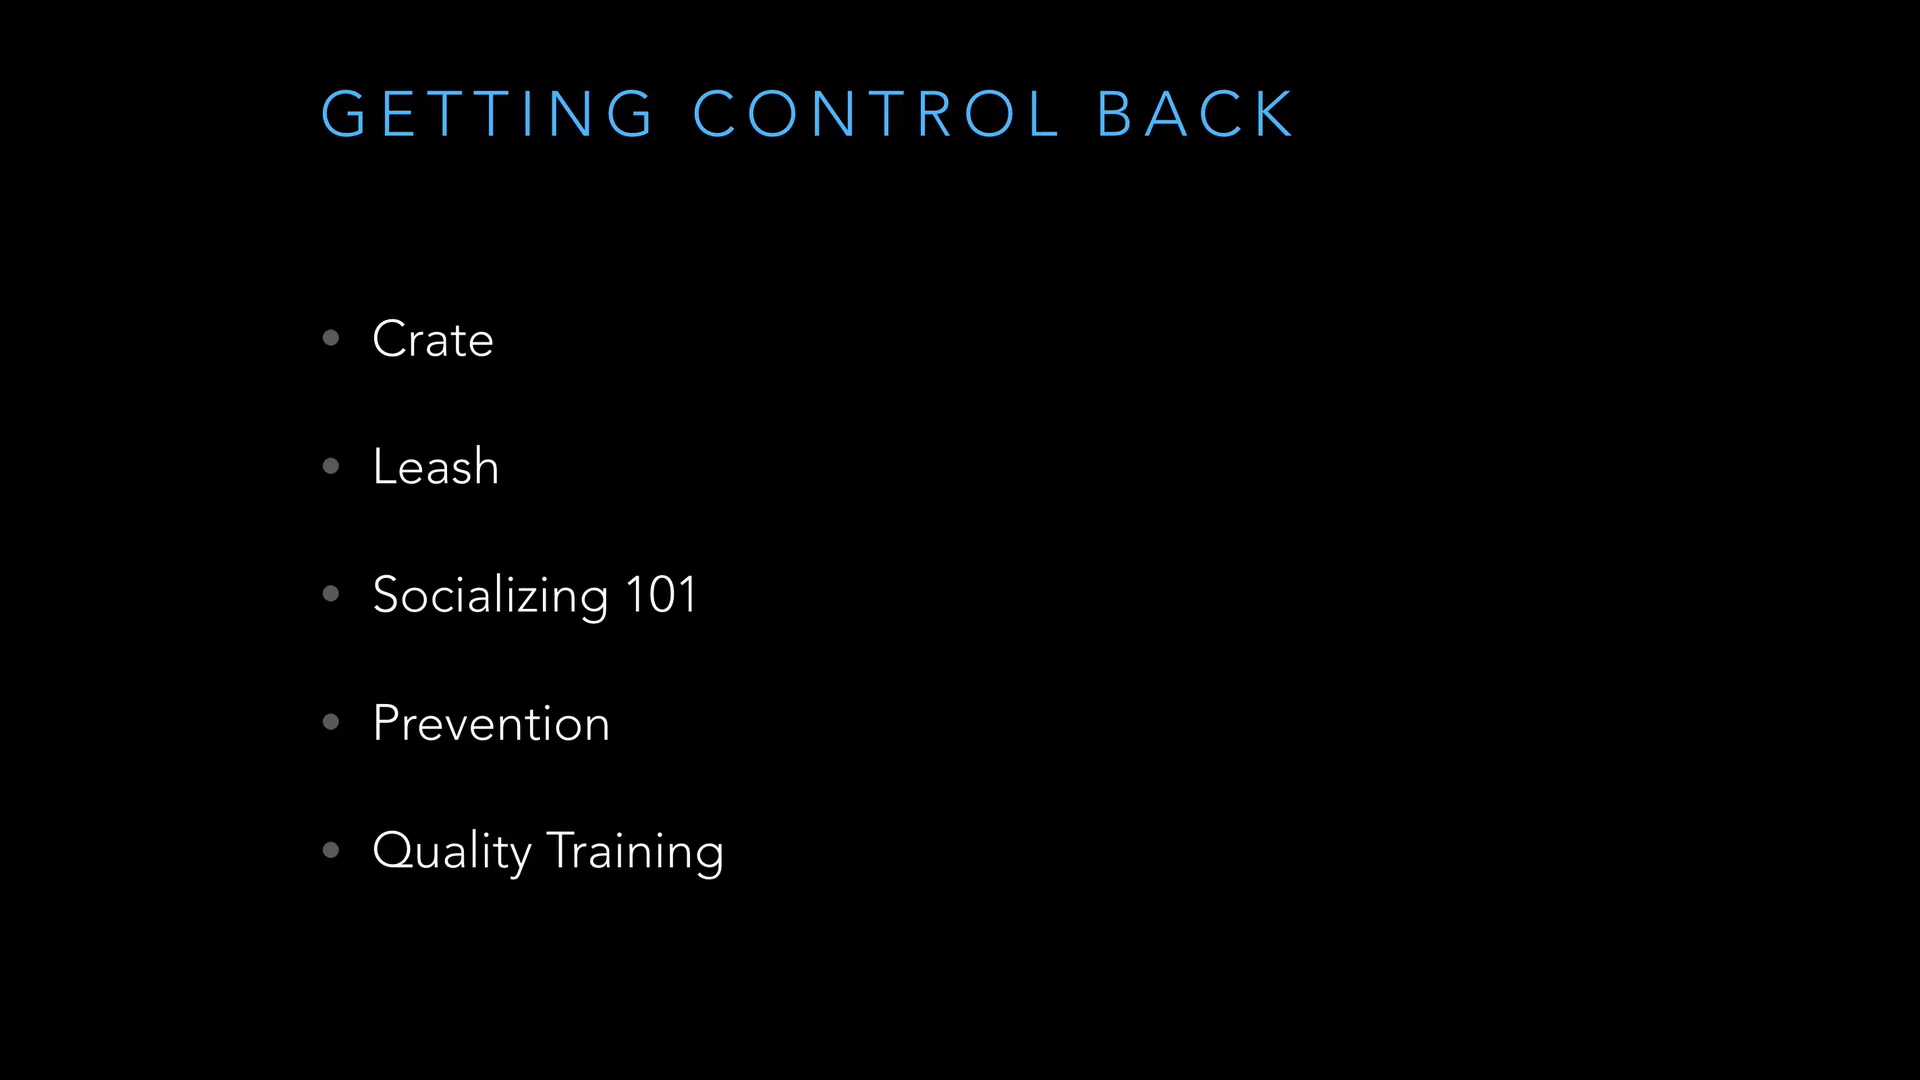 GETTING CONTROL BACK
• Crate
• Leash
• Socializing 101
• Prevention
• Quality Training